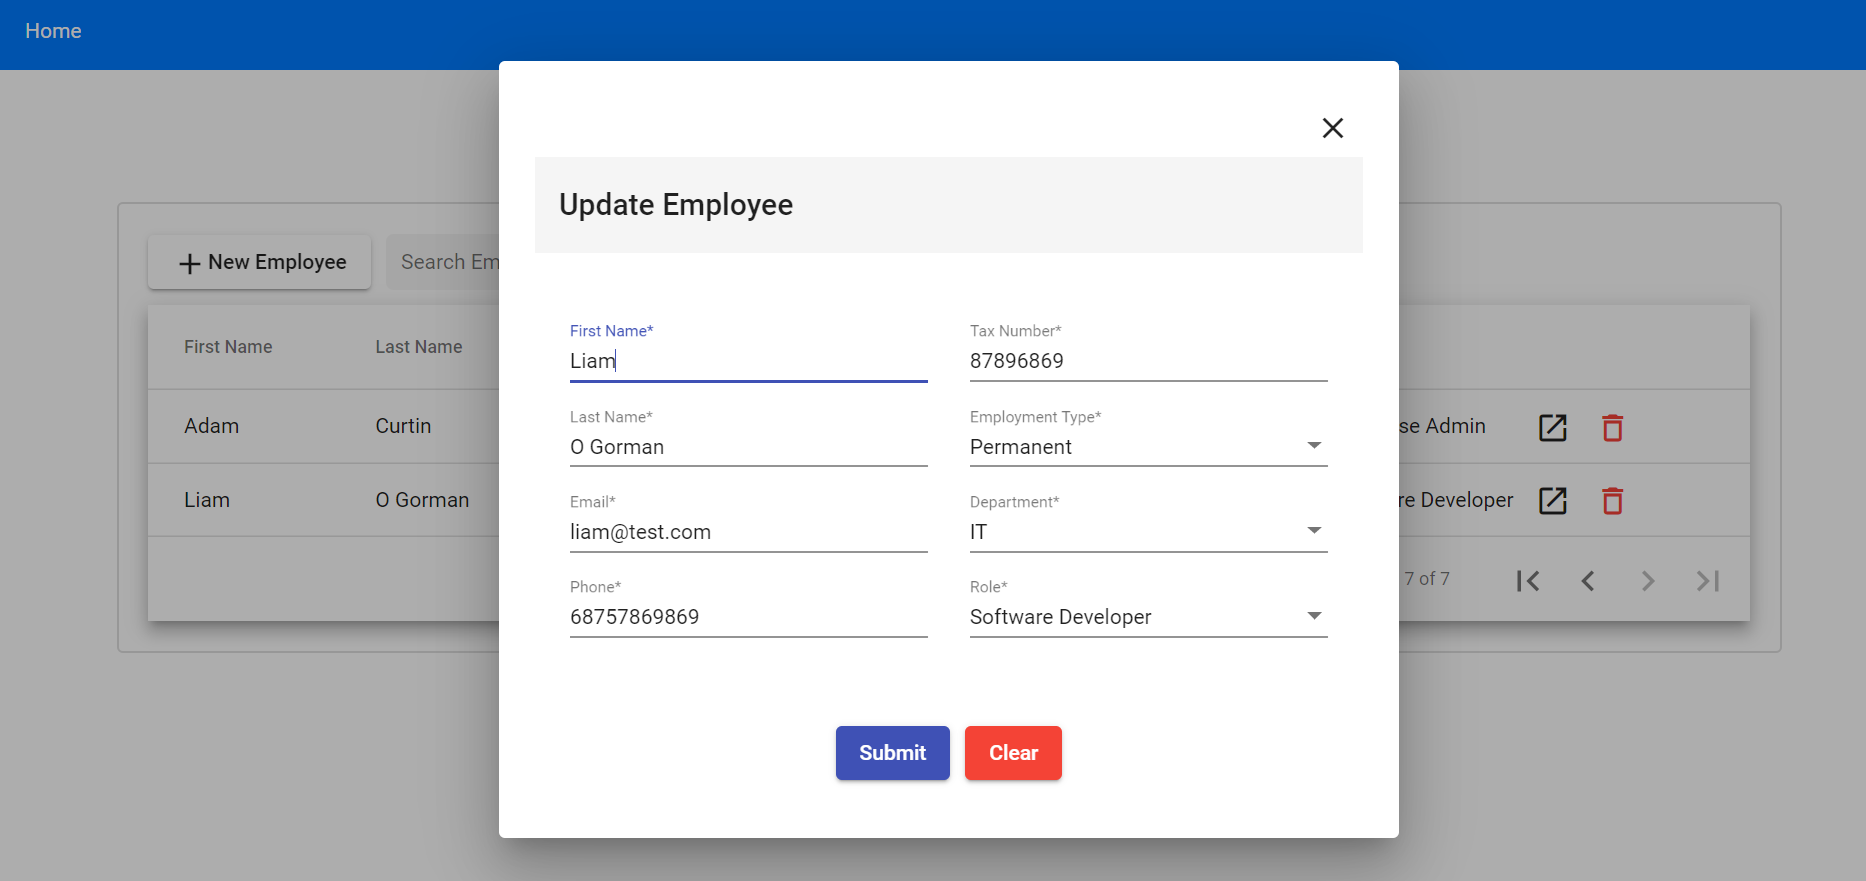 Home
Update Employee
New Employee
Search Em
First Name*
Liam
Tax Number*
87896869
First Name Last Name
Last Name*
O Gorman
Employment Type*
Permanent
Adam Curtin se Admin
Email*
liam@test.com
Department*
IT
Liam O Gorman re Developer
Phone*
68757869869
Role*
Software Developer
7 of 7
Submit Clear